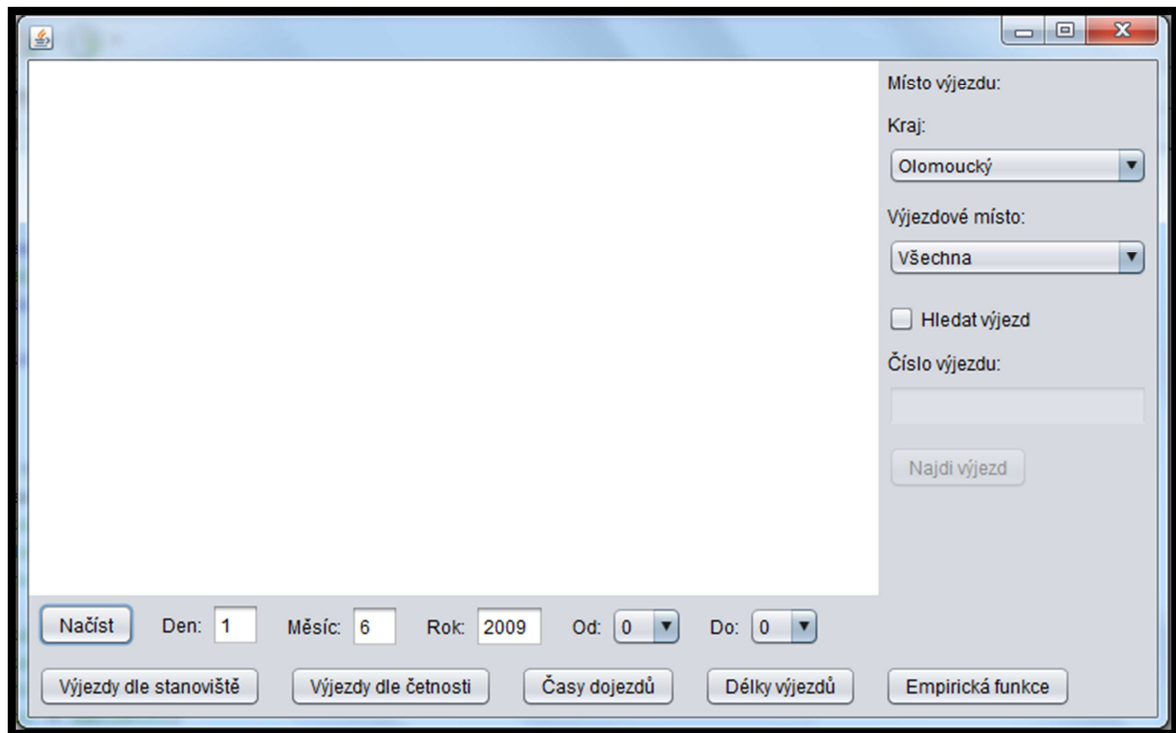 Místo výjezdu:
Kraj:
Olomoucký
Výjezdové místo:
Všechna
Hledat výjezd
Číslo výjezdu:
Najdi výjezd
Načíst Den: 1 Měsíc: 6 Rok: 2009 Od: 0 Do: 0
Výjezdy dle stanoviště Výjezdy dle četnosti Časy dojezdů Délky výjezdů Empirická funkce